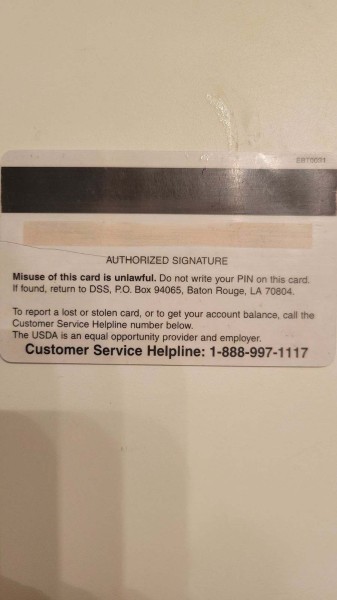 AUTHORIZED SIGNATURE
Misuse of this card is unlawful. Do not write your PIN on this card.
If found, return to DSS, P.O. Box 94065, Baton Rouge, LA 70804.
To report a lost or stolen card, or to get your account balance, call the
Customer Service Helpline number below.
The USDA is an equal opportunity provider and employer.
Customer Service Helpline: 1-888-997-1117